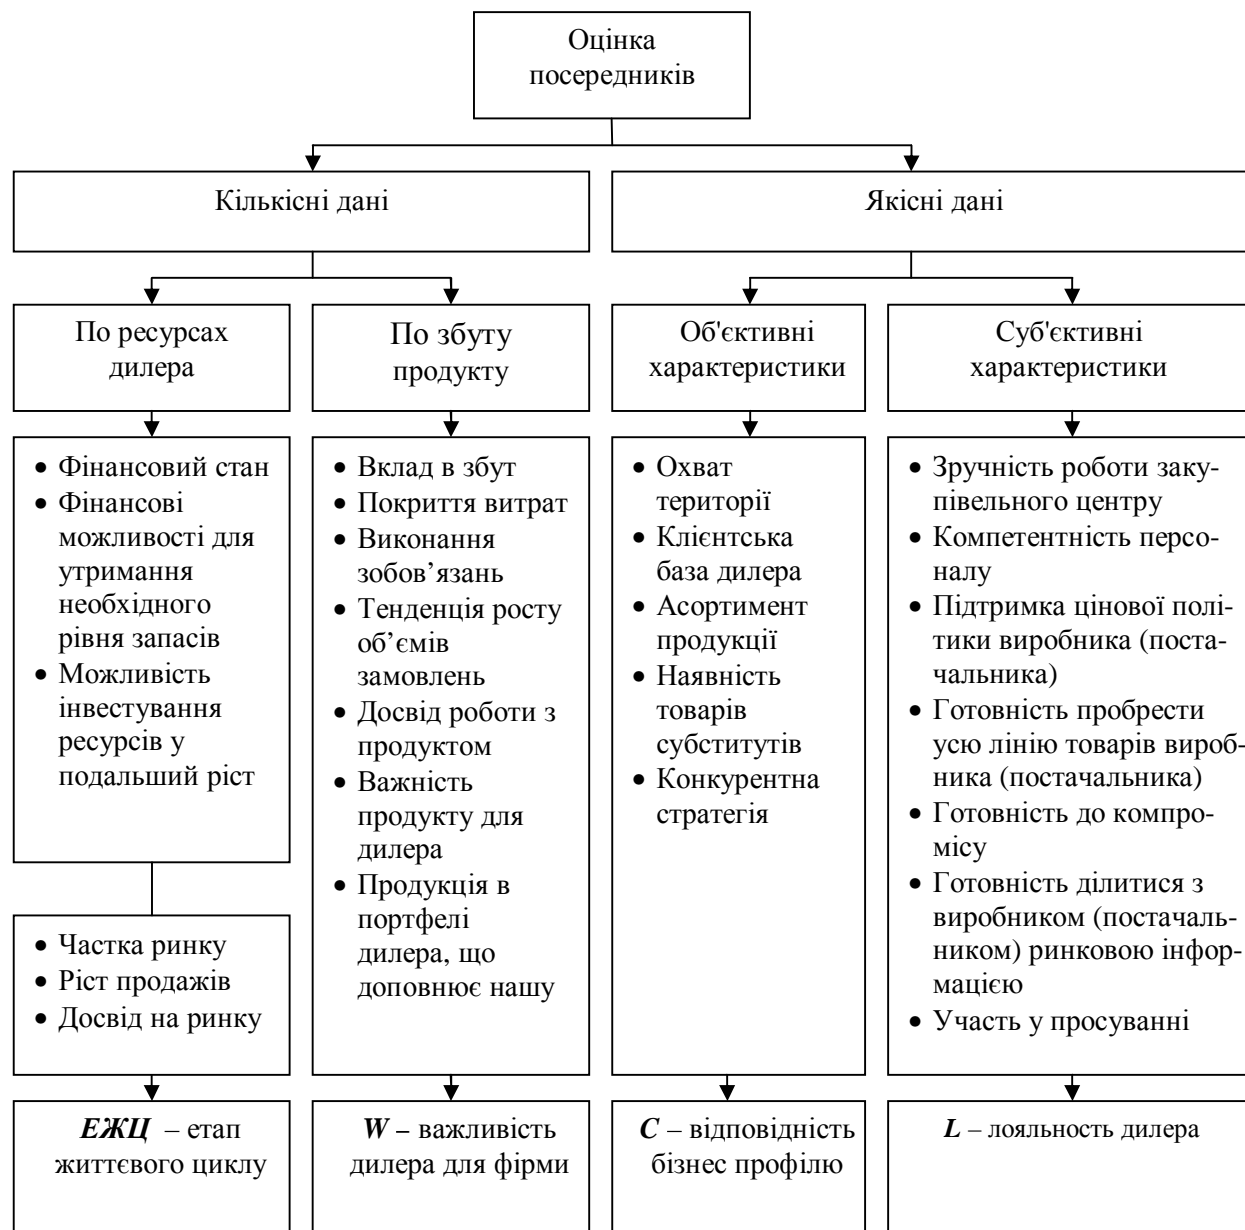 Оцінка
посередників
Кількісні дані
Якісні дані
По ресурсах
дилера
По збуту
продукту
Об'єктивні
характеристики
Суб'єктивні
характеристики
• Фінансовий стан
• Фінансові
можливості для
утримання
необхідного
рівня запасів
• Можливість
інвестування
ресурсів у
подальший ріст
• Частка ринку
• Ріст продажів
• Досвід на ринку
• Вклад в збут
• Покриття витрат
• Виконання
зобов’язань
• Тенденція росту
об’ємів
замовлень
• Досвід роботи з
продуктом
• Важність
продукту для
дилера
• Продукція в
портфелі
дилера, що
доповнює нашу
• Охват
території
• Клієнтська
база дилера
• Асортимент
продукції
• Наявність
товарів
субститутів
• Конкурентна
стратегія
• Зручність роботи заку-
півельного центру
• Компетентність персо-
налу
• Підтримка цінової полі-
тики виробника (поста-
чальника)
• Готовність пробрести
усю лінію товарів вироб-
ника (постачальника)
• Готовність до компро-
місу
• Готовність ділитися з
виробником (постачаль-
ником) ринковою інфор-
мацією
• Участь у просуванні
ЕЖЦ – етап
життєвого циклу
W – важливість
дилера для фірми
C – відповідність
бізнес профілю
L – лояльность дилера